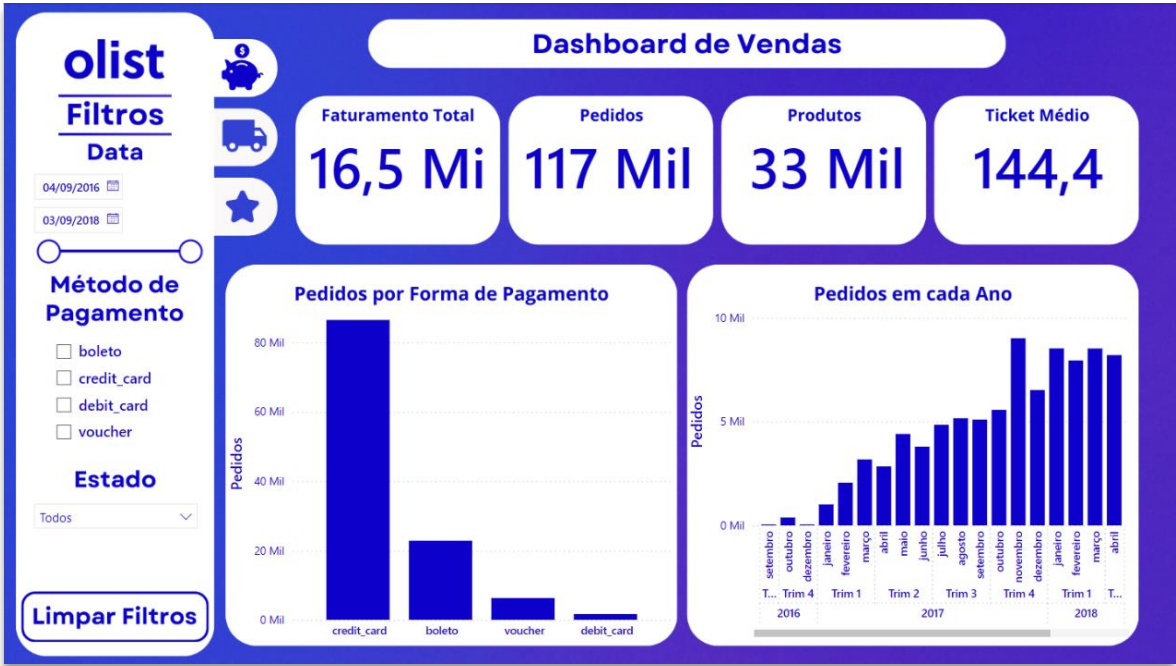 olist
Filtros
Data
04/09/2016
03/09/2018
Método de
Pagamento
boleto
credit_card
debit_card
voucher
Estado
Todos
Limpar Filtros
$
Dashboard de Vendas
Faturamento Total
16,5 Mi
Pedidos
117 Mil
Produtos
33 Mil
Ticket Médio
144,4
Pedidos por Forma de Pagamento
Pedidos
80 Mil
60 Mil
40 Mil
20 Mil
0 Mil
credit_card boleto voucher debit_card
Pedidos em cada Ano
Pedidos
10 Mil
5 Mil
0 Mil
setembro outubro dezembro janeiro fevereiro março abril maio junho julho agosto setembro outubro novembro dezembro janeiro fevereiro março abril
T... Trim 4 Trim 1 Trim 2 Trim 3 Trim 4 Trim 1 T...
2016 2017 2018